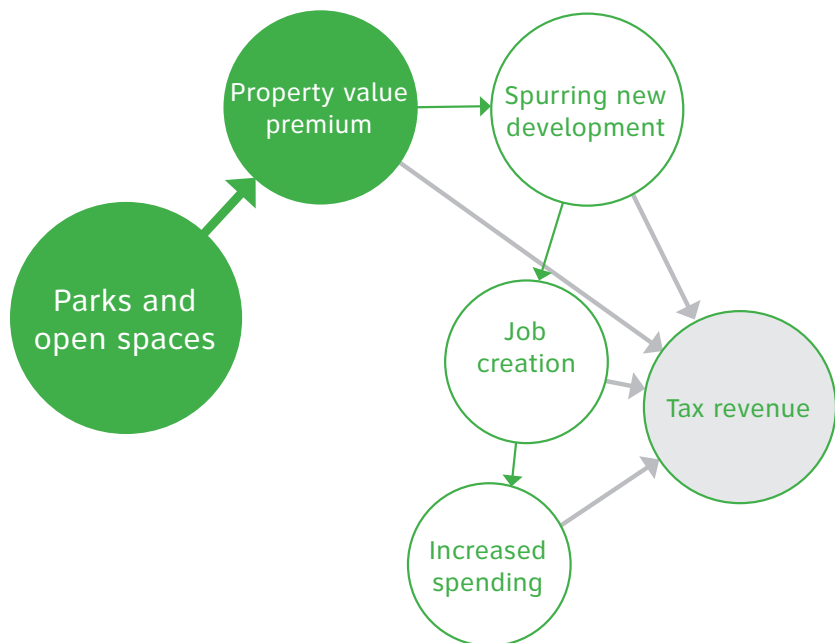 Property value
premium
Spurring new
development
Parks and
open spaces
Job
creation
Tax revenue
Increased
spending